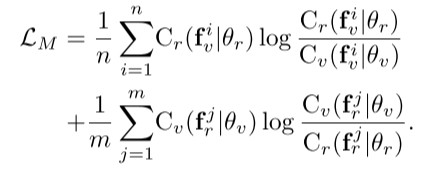 \mathcal{L}_M = \frac{1}{n} \sum_{i=1}^{n} \mathrm{C}_r(\mathbf{f}_v^i|\theta_r) \log \frac{\mathrm{C}_r(\mathbf{f}_v^i|\theta_r)}{\mathrm{C}_v(\mathbf{f}_v^i|\theta_v)}
+ \frac{1}{m} \sum_{j=1}^{m} \mathrm{C}_v(\mathbf{f}_r^j|\theta_v) \log \frac{\mathrm{C}_v(\mathbf{f}_r^j|\theta_v)}{\mathrm{C}_r(\mathbf{f}_r^j|\theta_r)}.